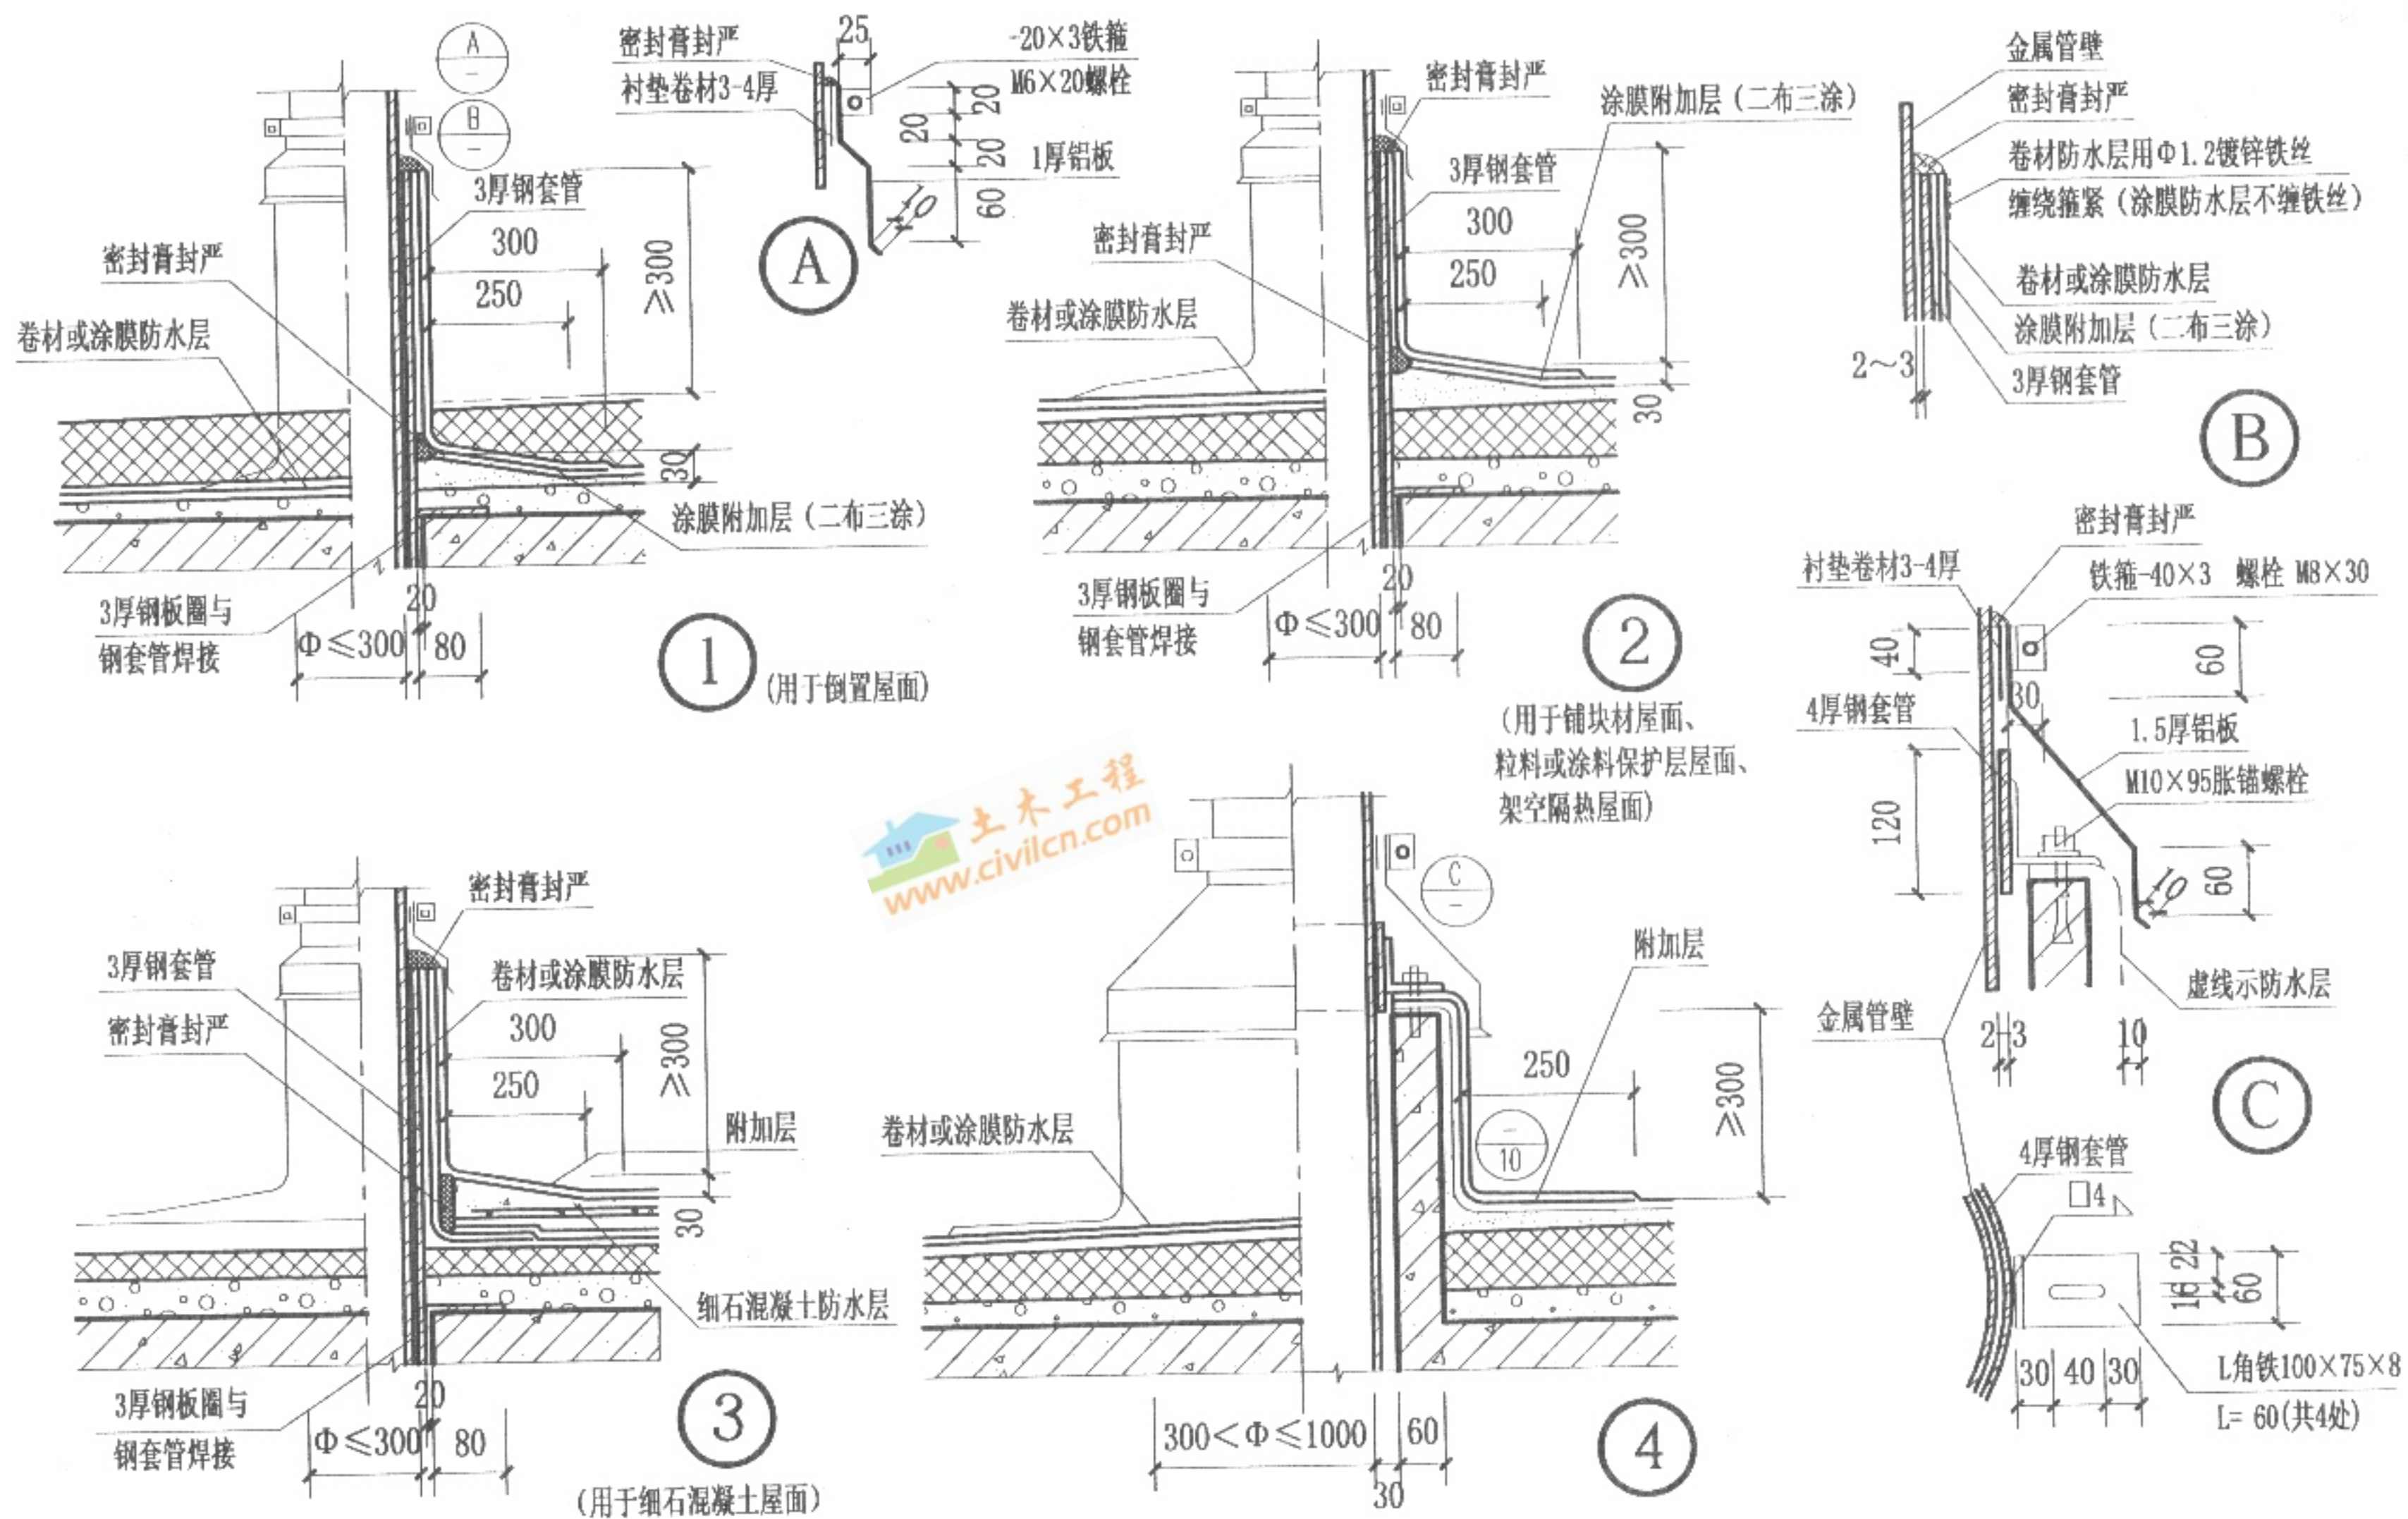 A
—
B
—
密封膏封严
衬垫卷材3-4厚
25
-20×3铁箍
M6×20螺栓
20
20
20
60
10
1厚铝板
A
3厚钢套管
300
250
≥300
密封膏封严
卷材或涂膜防水层
30
涂膜附加层（二布三涂）
3厚钢板圈与
钢套管焊接
20
Φ≤300
80
1
(用于倒置屋面)
密封膏封严
涂膜附加层（二布三涂）
3厚钢套管
300
250
≥300
密封膏封严
卷材或涂膜防水层
30
3厚钢板圈与
钢套管焊接
20
Φ≤300
80
2
(用于铺块材屋面、
粒料或涂料保护层屋面、
架空隔热屋面)
金属管壁
密封膏封严
卷材防水层用Φ1.2镀锌铁丝
缠绕箍紧（涂膜防水层不缠铁丝）
卷材或涂膜防水层
涂膜附加层（二布三涂）
3厚钢套管
2～3
B
密封膏封严
衬垫卷材3-4厚
铁箍-40×3 螺栓 M8×30
40
60
30
4厚钢套管
1.5厚铝板
M10×95胀锚螺栓
120
60
10
虚线示防水层
金属管壁
2-3
10
C
4厚钢套管
□4
22
16
60
30
40
30
L角铁100×75×8
L= 60(共4处)
土木工程
www.civilcn.com
密封膏封严
3厚钢套管
卷材或涂膜防水层
密封膏封严
300
250
≥300
附加层
30
细石混凝土防水层
3厚钢板圈与
钢套管焊接
20
Φ≤300
80
3
(用于细石混凝土屋面)
C
—
附加层
250
≥300
卷材或涂膜防水层
—
10
300<Φ≤1000
60
30
4